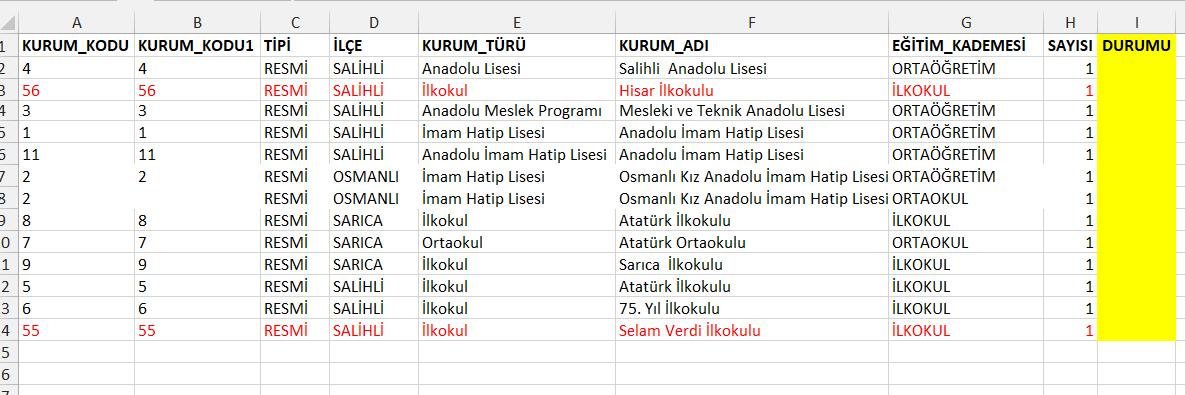 A B C D E F G H I
1 KURUM_KODU KURUM_KODU1 TİPİ İLÇE KURUM_TÜRÜ KURUM_ADI EĞİTİM_KADEMESİ SAYISI DURUMU
2 4 4 RESMİ SALİHLİ Anadolu Lisesi Salihli  Anadolu Lisesi ORTAÖĞRETİM 1
3 56 56 RESMİ SALİHLİ İlkokul Hisar İlkokulu İLKOKUL 1
4 3 3 RESMİ SALİHLİ Anadolu Meslek Programı Mesleki ve Teknik Anadolu Lisesi ORTAÖĞRETİM 1
5 1 1 RESMİ SALİHLİ İmam Hatip Lisesi Anadolu İmam Hatip Lisesi ORTAÖĞRETİM 1
6 11 11 RESMİ SALİHLİ Anadolu İmam Hatip Lisesi Anadolu İmam Hatip Lisesi ORTAÖĞRETİM 1
7 2 2 RESMİ OSMANLI İmam Hatip Lisesi Osmanlı Kız Anadolu İmam Hatip Lisesi ORTAÖĞRETİM 1
8 2 RESMİ OSMANLI İmam Hatip Lisesi Osmanlı Kız Anadolu İmam Hatip Lisesi ORTAOKUL 1
9 8 8 RESMİ SARICA İlkokul Atatürk İlkokulu İLKOKUL 1
0 7 7 RESMİ SARICA Ortaokul Atatürk Ortaokulu ORTAOKUL 1
1 9 9 RESMİ SARICA İlkokul Sarıca  İlkokulu İLKOKUL 1
2 5 5 RESMİ SALİHLİ İlkokul Atatürk İlkokulu İLKOKUL 1
3 6 6 RESMİ SALİHLİ İlkokul 75. Yıl İlkokulu İLKOKUL 1
4 55 55 RESMİ SALİHLİ İlkokul Selam Verdi İlkokulu İLKOKUL 1
5
6
7